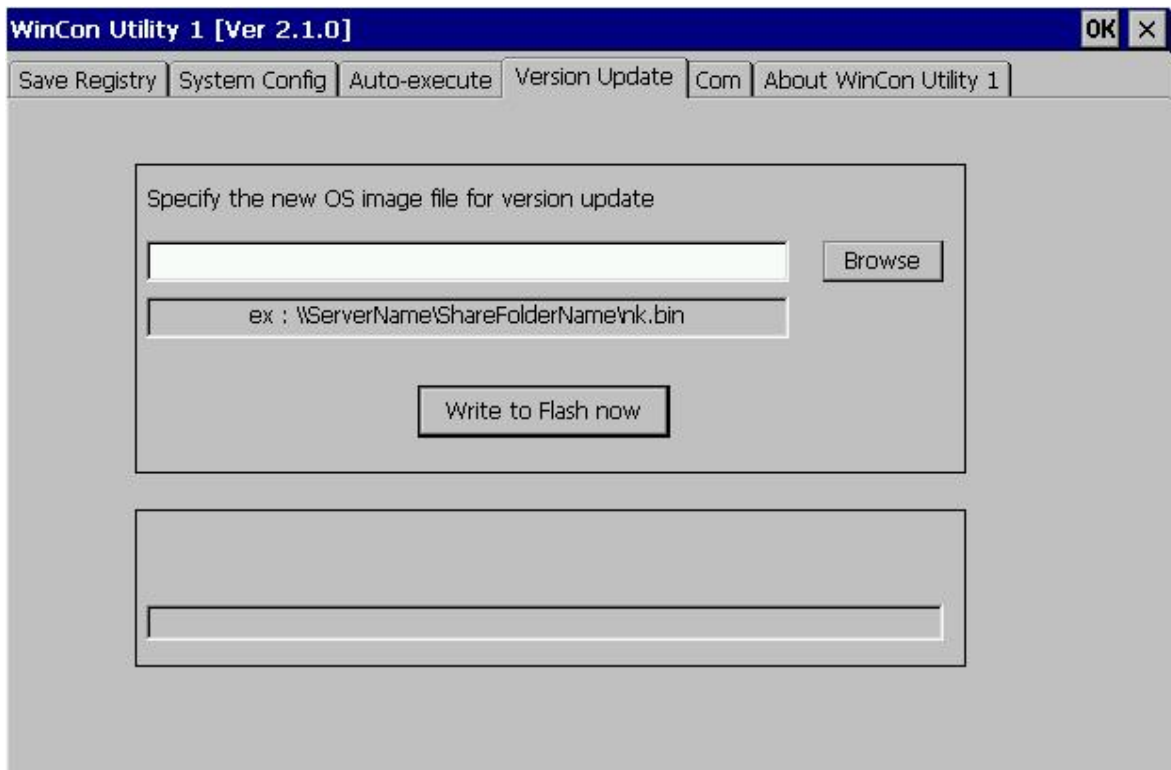 WinCon Utility 1 [Ver 2.1.0] OK ×
Save Registry System Config Auto-execute Version Update Com About WinCon Utility 1
Specify the new OS image file for version update
Browse
ex : \\ServerName\ShareFolderName\nk.bin
Write to Flash now